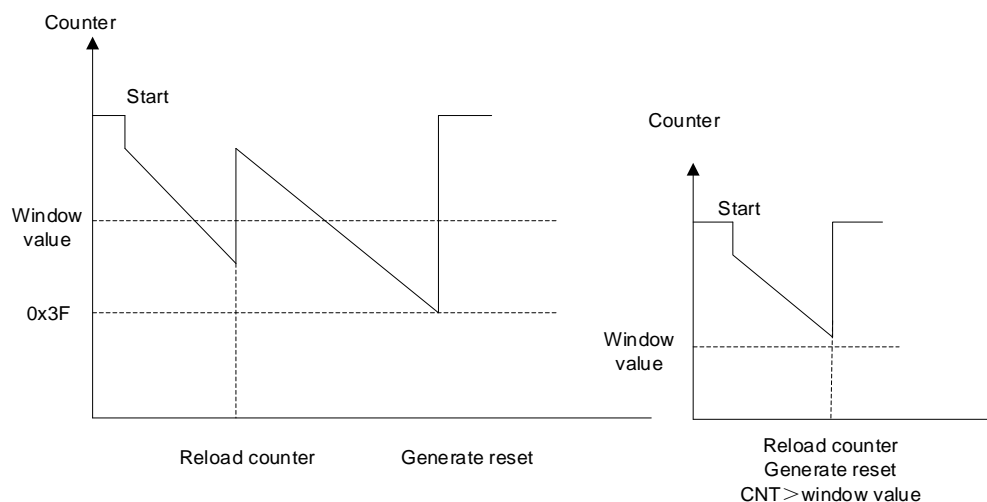 Counter
Start
Window
value
0x3F
Reload counter
Generate reset
Counter
Start
Window
value
Reload counter
Generate reset
CNT＞window value